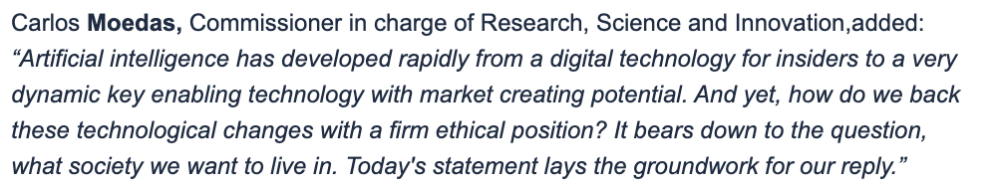 Carlos Moedas, Commissioner in charge of Research, Science and Innovation,added:
“Artificial intelligence has developed rapidly from a digital technology for insiders to a very
dynamic key enabling technology with market creating potential. And yet, how do we back
these technological changes with a firm ethical position? It bears down to the question,
what society we want to live in. Today's statement lays the groundwork for our reply.”